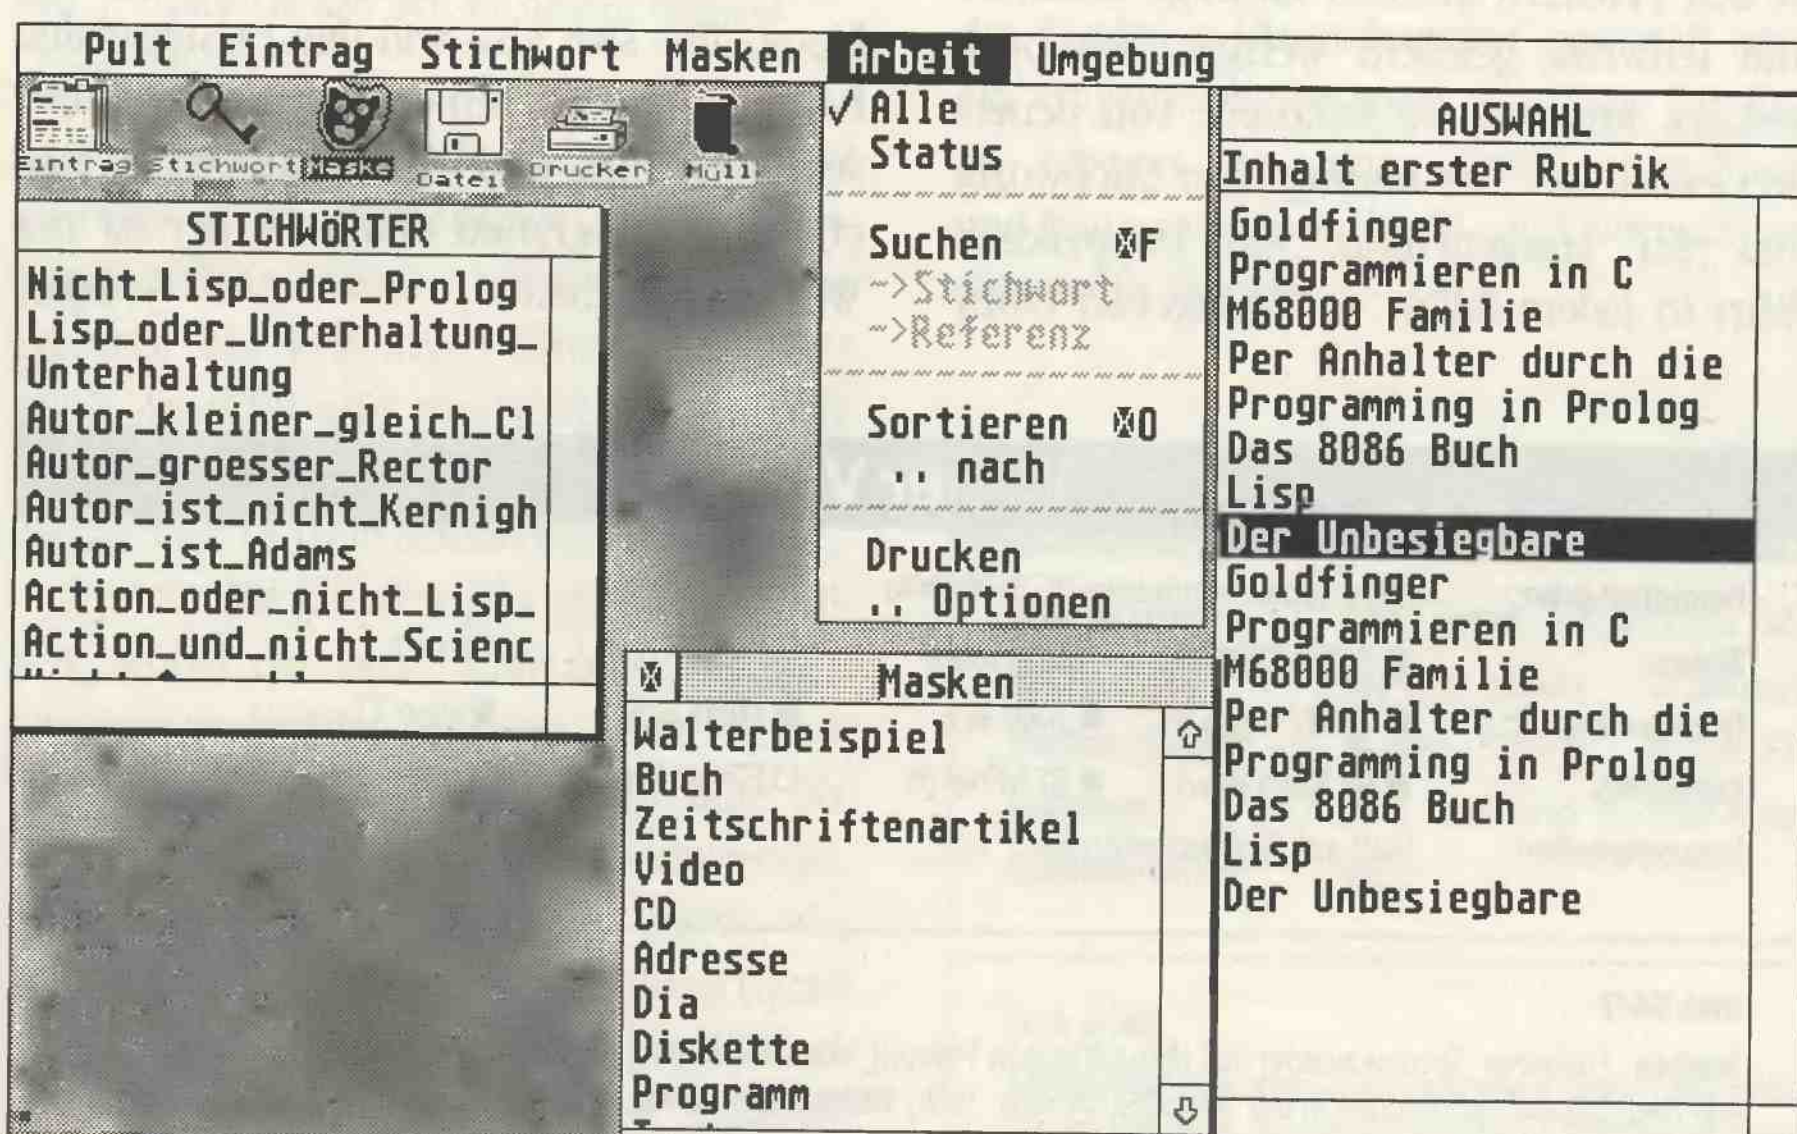 Pult Eintrag Stichwort Masken Arbeit Umgebung
Eintrag Stichwort Maske Datei Drucker Müll
STICHWÖRTER
Nicht_Lisp_oder_Prolog
Lisp_oder_Unterhaltung_
Unterhaltung
Autor_kleiner_gleich_Cl
Autor_groesser_Rector
Autor_ist_nicht_Kernigh
Autor_ist_Adams
Action_oder_nicht_Lisp_
Action_und_nicht_Scienc
✓ Alle
Status
Suchen F
~>Stichwort
~>Referenz
Sortieren O
.. nach
Drucken
.. Optionen
Masken
Walterbeispiel
Buch
Zeitschriftenartikel
Video
CD
Adresse
Dia
Diskette
Programm
AUSWAHL
Inhalt erster Rubrik
Goldfinger
Programmieren in C
M68000 Familie
Per Anhalter durch die
Programming in Prolog
Das 8086 Buch
Lisp
Der Unbesiegbare
Goldfinger
Programmieren in C
M68000 Familie
Per Anhalter durch die
Programming in Prolog
Das 8086 Buch
Lisp
Der Unbesiegbare